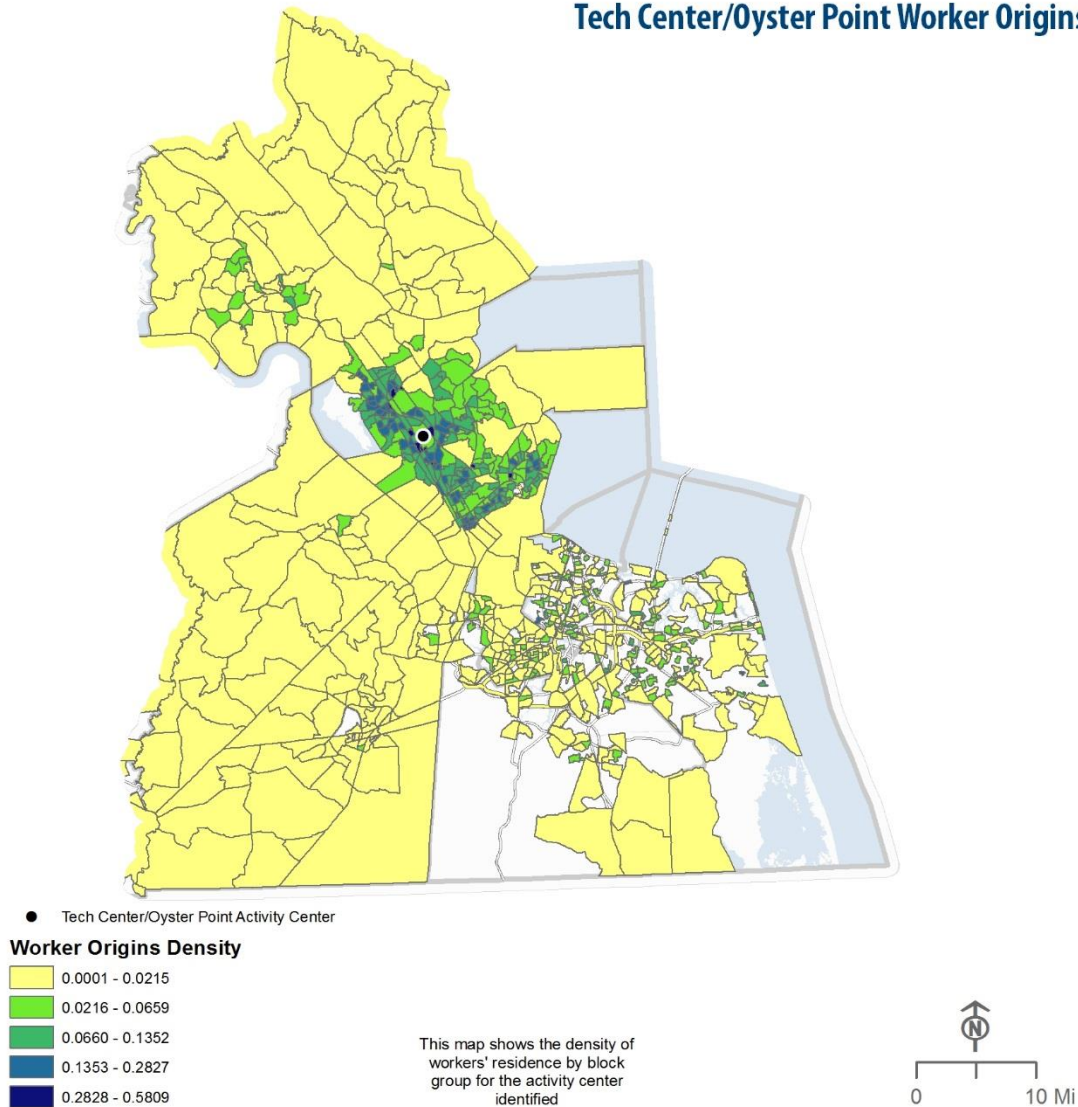 Tech Center/Oyster Point Worker Origins
Tech Center/Oyster Point Activity Center
Worker Origins Density
0.0001 - 0.0215
0.0216 - 0.0659
0.0660 - 0.1352
0.1353 - 0.2827
0.2828 - 0.5809
This map shows the density of
workers' residence by block
group for the activity center
identified
N
0 10 Mi